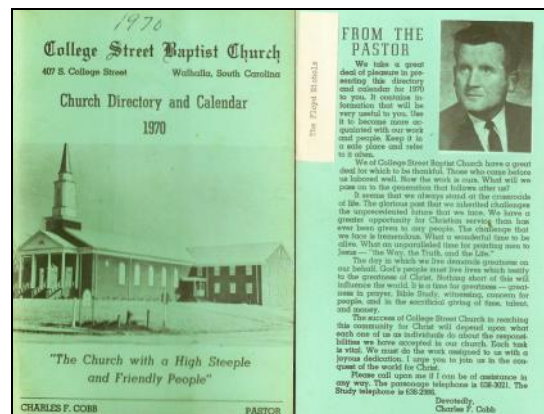 1970
College Street Baptist Church
407 S. College Street Walhalla, South Carolina
Church Directory and Calendar
1970
"The Church with a High Steeple
and Friendly People"
CHARLES F. COBB PASTOR
The Floyd Nichols
FROM THE
PASTOR
We take a great
deal of pleasure in pre-
senting this directory
and calendar for 1970
to you. It contains in-
formation that will be
very useful to you. Use
it to become more ac-
quainted with our work
and people. Keep it in
a safe place and refer
to it often.
We of College Street Baptist Church have a great
deal for which to be thankful. Those who came before
us labored well. Now the work is ours. What will we
pass on to the generation that follows after us?
It seems that we always stand at the crossroads
of life. The glorious past that we inherited challenges
the unprecedented future that we face. We have a
greater opportunity for Christian service than has
ever been given to any people. The challenge that
we face is tremendous. What a wonderful time to be
alive. What an unparalleled time for pointing men to
Jesus — "the Way, the Truth, and the Life."
The day in which we live demands greatness on
our behalf. God's people must live lives which testify
to the greatness of Christ. Nothing short of this will
influence the world. It is a time for greatness — great-
ness in prayer, Bible Study, witnessing, concern for
people, and in the sacrificial giving of time, talent,
and money.
The success of College Street Church in reaching
this community for Christ will depend upon what
each one of us as individuals do about the responsi-
bilities we have accepted in our church. Each task
is vital. We must do the work assigned to us with a
joyous dedication. I urge you to join us in the con-
quest of the world for Christ.
Please call upon me if I can be of assistance in
any way. The parsonage telephone is 638-3021. The
Study telephone is 638-2986.
Devotedly,
Charles F. Cobb